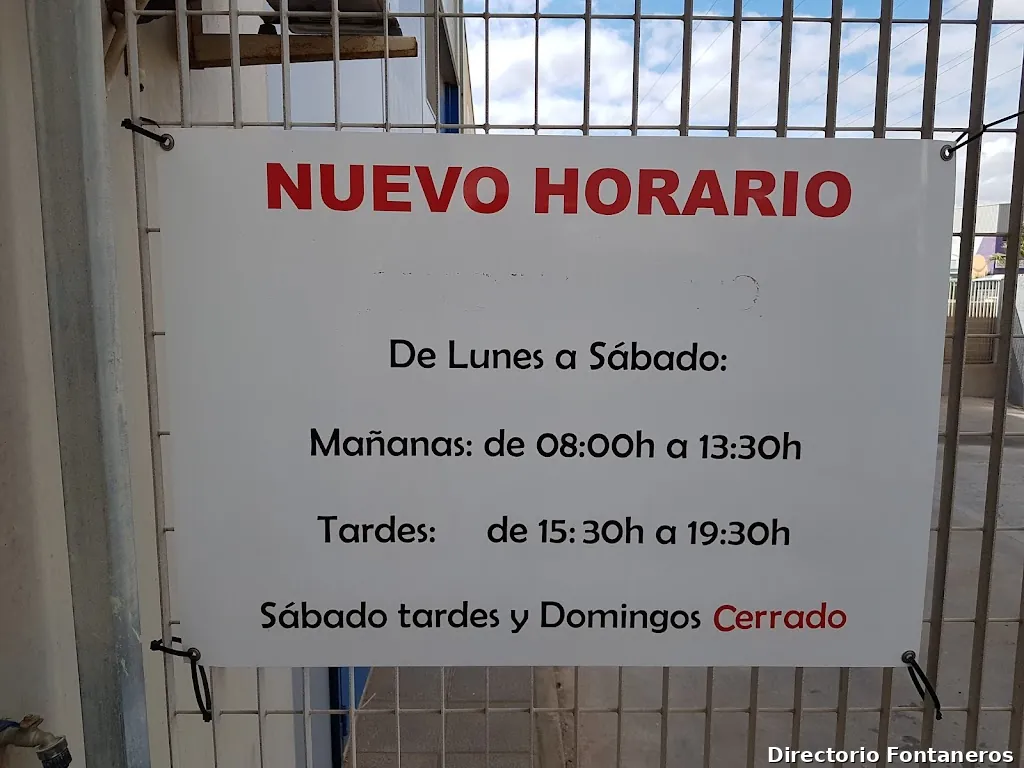 NUEVO HORARIO
De Lunes a Sábado:
Mañanas: de 08:00h a 13:30h
Tardes: de 15:30h a 19:30h
Sábado tardes y Domingos Cerrado
Directorio Fontaneros